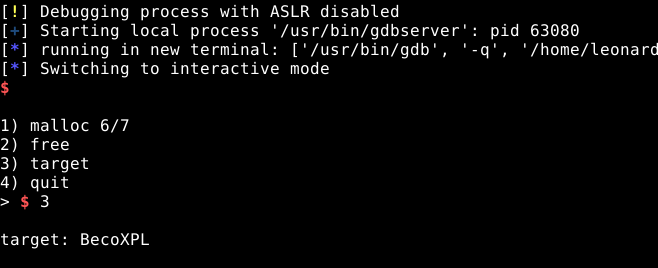 [!] Debugging process with ASLR disabled
[+] Starting local process '/usr/bin/gdbserver': pid 63080
[*] running in new terminal: ['/usr/bin/gdb', '-q', '/home/leonard
[*] Switching to interactive mode
$
1) malloc 6/7
2) free
3) target
4) quit
> $ 3
target: BecoXPL